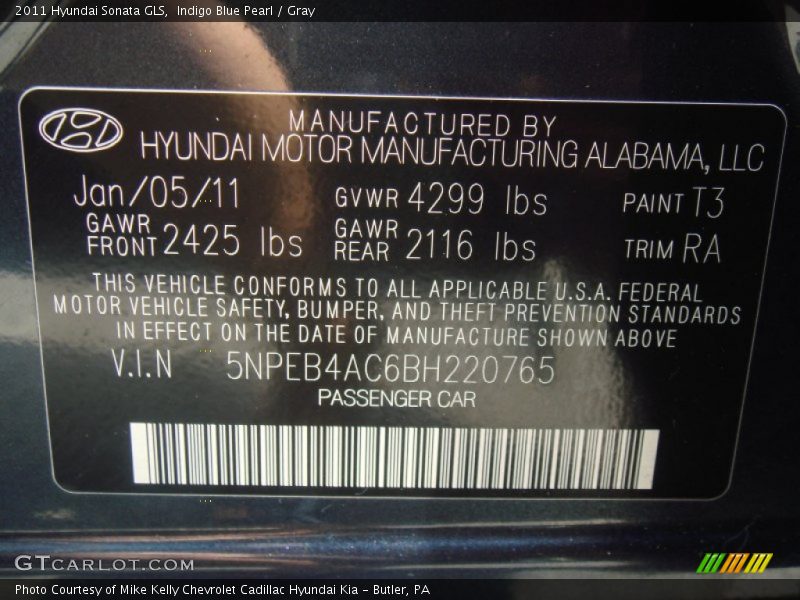 2011 Hyundai Sonata GLS, Indigo Blue Pearl / Gray
MANUFACTURED BY
HYUNDAI MOTOR MANUFACTURING ALABAMA, LLC
Jan/05/11 GVWR 4299 lbs PAINT T3
GAWR FRONT 2425 lbs GAWR REAR 2116 lbs TRIM RA
THIS VEHICLE CONFORMS TO ALL APPLICABLE U.S.A. FEDERAL
MOTOR VEHICLE SAFETY, BUMPER, AND THEFT PREVENTION STANDARDS
IN EFFECT ON THE DATE OF MANUFACTURE SHOWN ABOVE
V.I.N 5NPEB4AC6BH220765
PASSENGER CAR
GTCARLOT.COM
Photo Courtesy of Mike Kelly Chevrolet Cadillac Hyundai Kia - Butler, PA